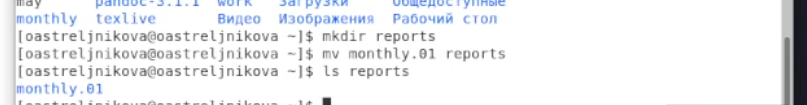 may pandoc-3.1.1 work Загрузки Общедоступные
monthly texlive Видео Изображения Рабочий стол
[oastreljnikova@oastreljnikova ~]$ mkdir reports
[oastreljnikova@oastreljnikova ~]$ mv monthly.01 reports
[oastreljnikova@oastreljnikova ~]$ ls reports
monthly.01
[oastreljnikova@oastreljnikova ~]$